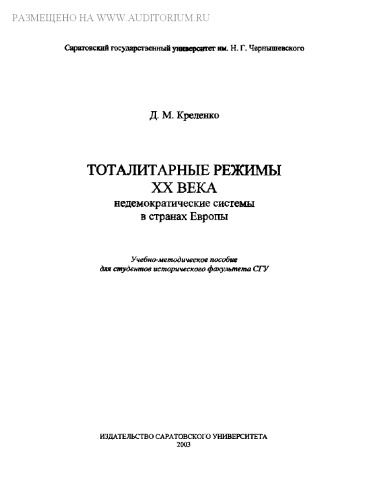 РАЗМЕЩЕНО НА WWW.AUDITORIUM.RU
Саратовский государственный университет им. Н. Г. Чернышевского
Д. М. Креленко
ТОТАЛИТАРНЫЕ РЕЖИМЫ
XX ВЕКА
недемократические системы
в странах Европы
Учебно-методическое пособие
для студентов исторического факультета СГУ
ИЗДАТЕЛЬСТВО САРАТОВСКОГО УНИВЕРСИТЕТА
2003